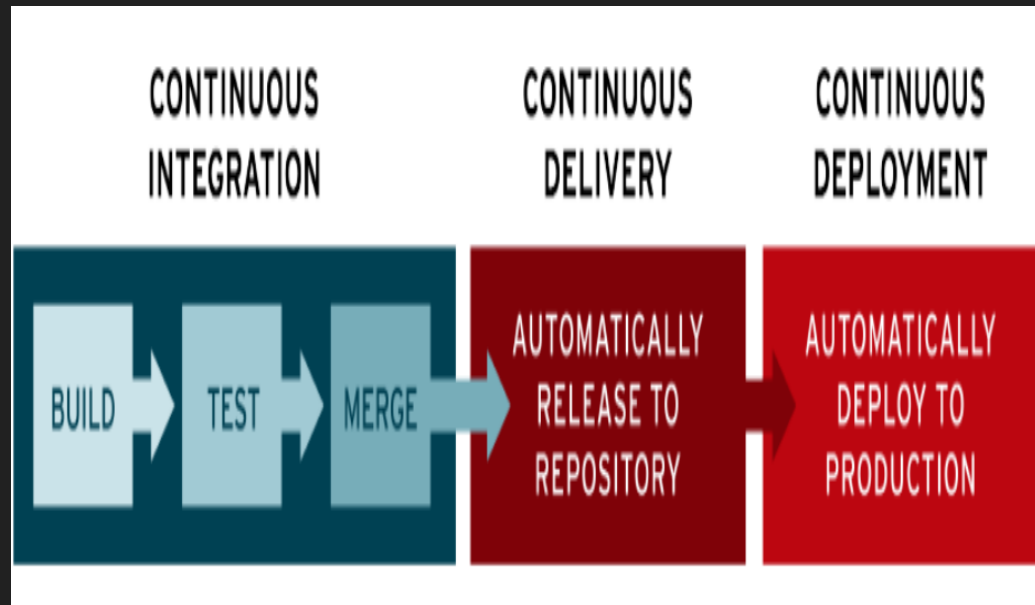 CONTINUOUS
INTEGRATION
CONTINUOUS
DELIVERY
CONTINUOUS
DEPLOYMENT
BUILD
TEST
MERGE
AUTOMATICALLY
RELEASE TO
REPOSITORY
AUTOMATICALLY
DEPLOY TO
PRODUCTION